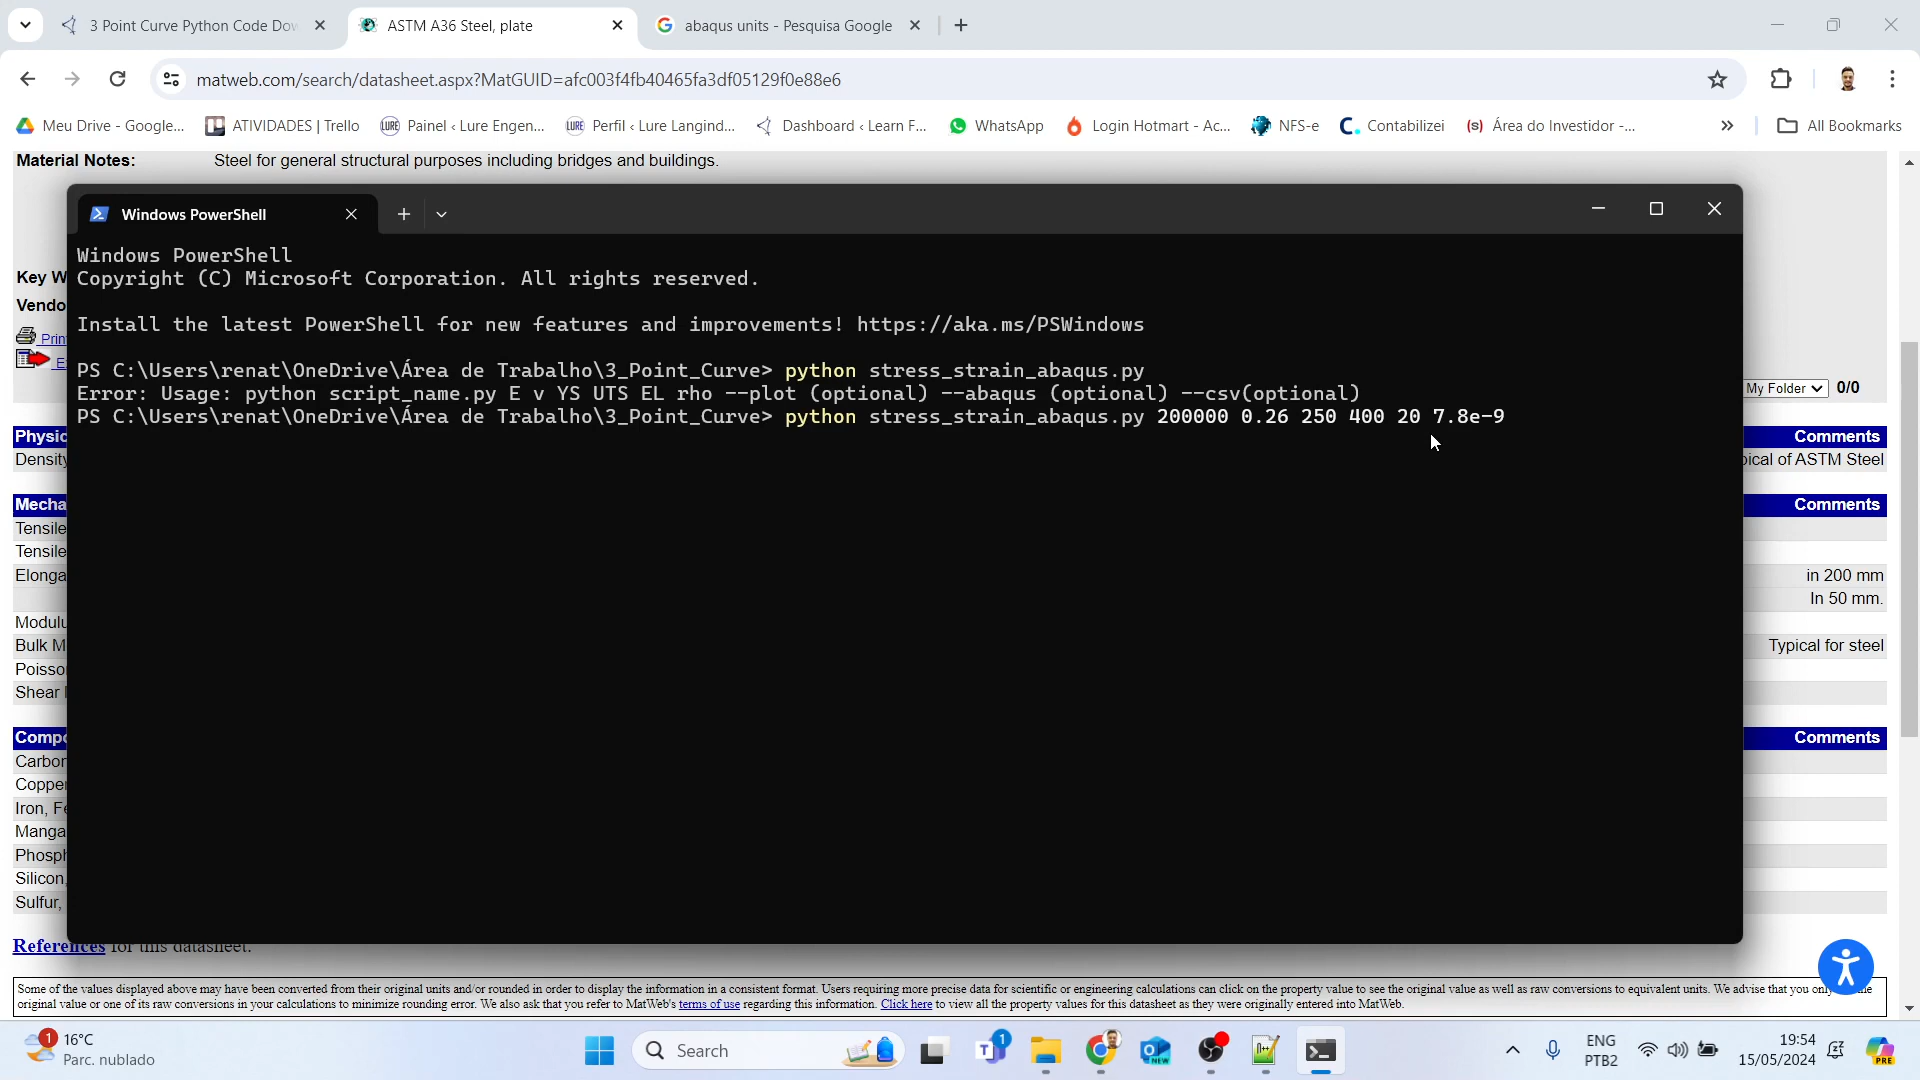 3 Point Curve Python Code Dow
ASTM A36 Steel, plate
abaqus units - Pesquisa Google
matweb.com/search/datasheet.aspx?MatGUID=afc003f4fb40465fa3df05129f0e88e6
Meu Drive - Google...
ATIVIDADES | Trello
Painel ‹ Lure Engen...
Perfil ‹ Lure Langind...
Dashboard ‹ Learn F...
WhatsApp
Login Hotmart - Ac...
NFS-e
Contabilizei
Área do Investidor -...
All Bookmarks
Material Notes: Steel for general structural purposes including bridges and buildings.
Windows PowerShell
Windows PowerShell
Copyright (C) Microsoft Corporation. All rights reserved.
Install the latest PowerShell for new features and improvements! https://aka.ms/PSWindows
PS C:\Users\renat\OneDrive\Área de Trabalho\3_Point_Curve> python stress_strain_abaqus.py
Error: Usage: python script_name.py E v YS UTS EL rho --plot (optional) --abaqus (optional) --csv(optional)
PS C:\Users\renat\OneDrive\Área de Trabalho\3_Point_Curve> python stress_strain_abaqus.py 200000 0.26 250 400 20 7.8e-9
Key W
Vendo
Prin
E
My Folder 0/0
Physic
Comments
Density
pical of ASTM Steel
Mecha
Comments
Tensile
Tensile
Elonga
in 200 mm
In 50 mm.
Modulu
Bulk M
Typical for steel
Poisso
Shear
Compo
Comments
Carbon
Copper
Iron, Fe
Manga
Phosph
Silicon,
Sulfur,
References for this datasheet.
Some of the values displayed above may have been converted from their original units and/or rounded in order to display the information in a consistent format. Users requiring more precise data for scientific or engineering calculations can click on the property value to see the original value as well as raw conversions to equivalent units. We advise that you only
original value or one of its raw conversions in your calculations to minimize rounding error. We also ask that you refer to MatWeb's terms of use regarding this information. Click here to view all the property values for this datasheet as they were originally entered into MatWeb.
1
16°C
Parc. nublado
Search
1
NEW
ENG
PTB2
19:54
15/05/2024
PRE